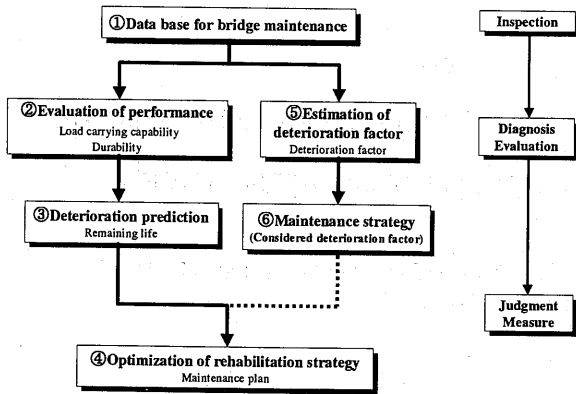 ①Data base for bridge maintenance
Inspection
②Evaluation of performance
Load carrying capability
Durability
⑤Estimation of
deterioration factor
Deterioration factor
Diagnosis
Evaluation
③Deterioration prediction
Remaining life
⑥Maintenance strategy
(Considered deterioration factor)
Judgment
Measure
④Optimization of rehabilitation strategy
Maintenance plan